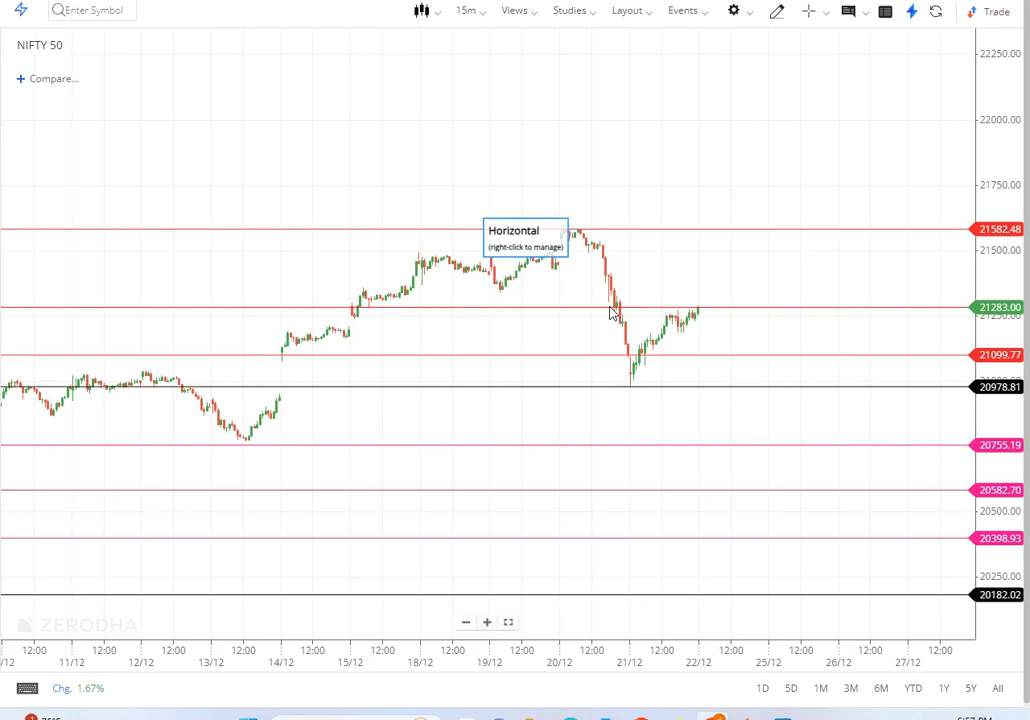 Enter Symbol 15m Views Studies Layout Events Trade
NIFTY 50
+ Compare...
Horizontal
(right-click to manage)
22250.00
22000.00
21750.00
21582.48
21500.00
21283.00
21099.77
20978.81
20755.19
20582.70
20500.00
20398.93
20250.00
20182.02
ZERODHA
12:00 12:00 12:00 12:00 12:00 12:00 12:00 12:00 12:00 12:00 12:00 12:00 12:00 12:00
/12 11/12 12/12 13/12 14/12 15/12 18/12 19/12 20/12 21/12 22/12 25/12 26/12 27/12
Chg. 1.67% 1D 5D 1M 3M 6M YTD 1Y 5Y All